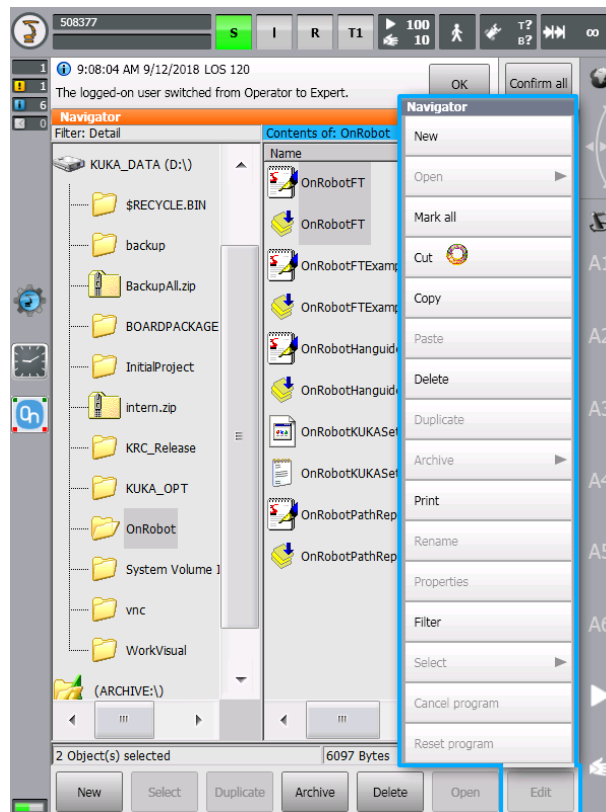 508377
S I R T1 100 10 T? B? ∞
1
1
6
0
9:08:04 AM 9/12/2018 LOS 120
The logged-on user switched from Operator to Expert.
OK
Confirm all
Navigator
Filter: Detail
Contents of: OnRobot
Name
KUKA_DATA (D:\)
$RECYCLE.BIN
backup
BackupAll.zip
BOARDPACKAGE
InitialProject
intern.zip
KRC_Release
KUKA_OPT
OnRobot
System Volume I
vnc
WorkVisual
(ARCHIVE:\)
OnRobotFT
OnRobotFT
OnRobotFTExamp
OnRobotFTExamp
OnRobotHanguide
OnRobotHanguide
OnRobotKUKASet
OnRobotKUKASet
OnRobotPathRep
OnRobotPathRep
Navigator
New
Open
Mark all
Cut
Copy
Paste
Delete
Duplicate
Archive
Print
Rename
Properties
Filter
Select
Cancel program
Reset program
A1
A2
A3
A4
A5
A6
On
2 Object(s) selected
6097 Bytes
New Select Duplicate Archive Delete Open Edit